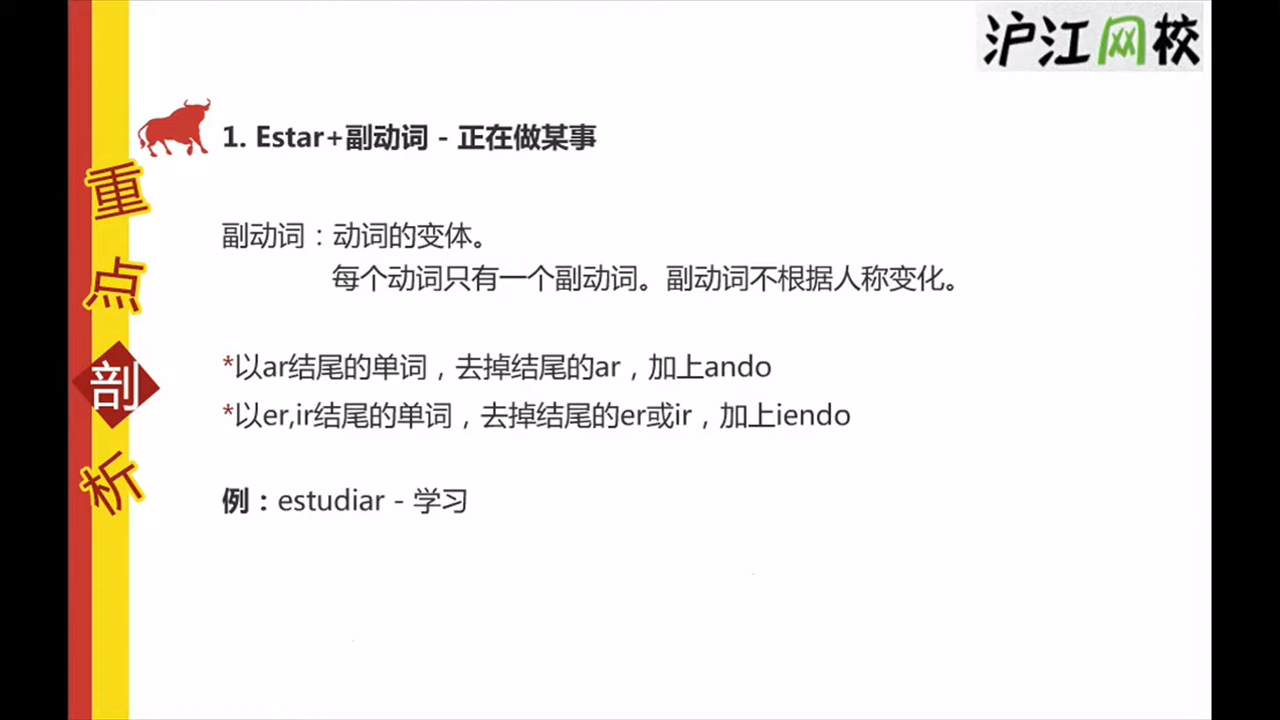 沪江网校
1. Estar+副动词 - 正在做某事
副动词：动词的变体。
每个动词只有一个副动词。副动词不根据人称变化。
*以ar结尾的单词，去掉结尾的ar，加上ando
*以er,ir结尾的单词，去掉结尾的er或ir，加上iendo
例：estudiar - 学习
重
点
剖
析